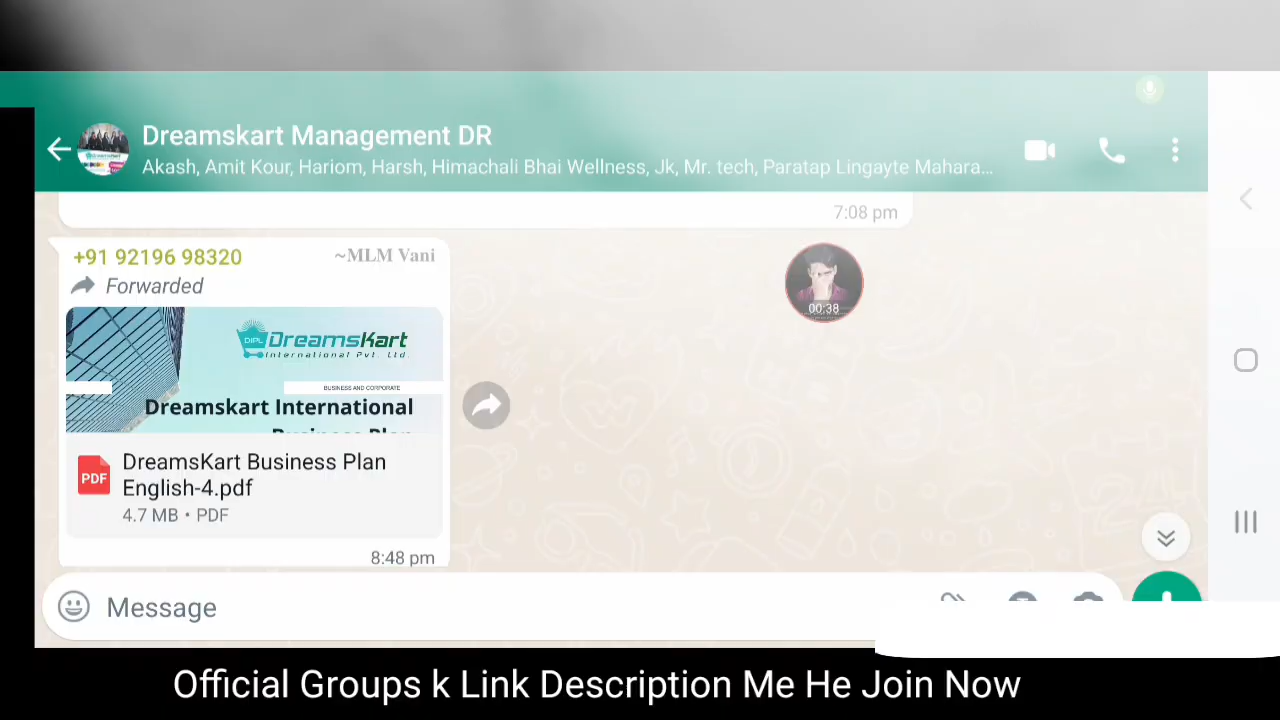 Dreamskart Management DR
Akash, Amit Kour, Hariom, Harsh, Himachali Bhai Wellness, Jk, Mr. tech, Paratap Lingayte Mahara...
7:08 pm
+91 92196 98320 ~MLM Vani
Forwarded
00:38
DIPL DreamsKart
International Pvt. Ltd.
BUSINESS AND CORPORATE
Dreamskart International
Business Plan
PDF
DreamsKart Business Plan
English-4.pdf
4.7 MB • PDF
8:48 pm
Message
Official Groups k Link Description Me He Join Now